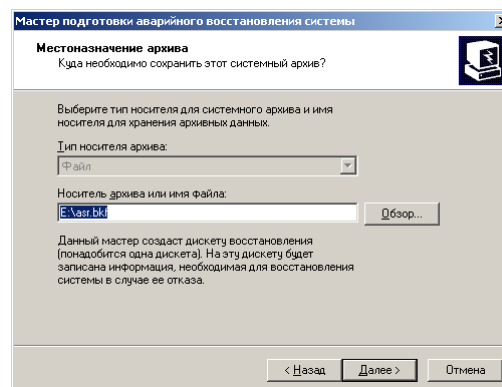 Мастер подготовки аварийного восстановления системы
Местоназначение архива
Куда необходимо сохранить этот системный архив?
Выберите тип носителя для системного архива и имя
носителя для хранения архивных данных.
Тип носителя архива:
Файл
Носитель архива или имя файла:
E:\asr.bkf
Обзор...
Данный мастер создаст дискету восстановления
(понадобится одна дискета). На эту дискету будет
записана информация, необходимая для восстановления
системы в случае ее отказа.
< Назад
Далее >
Отмена